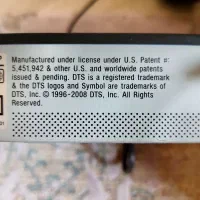 Manufactured under license under U.S. Patent #:
5,451,942 & other U.S. and worldwide patents
issued & pending. DTS is a registered trademark
& the DTS logos and Symbol are trademarks of
DTS, Inc. © 1996-2008 DTS, Inc. All Rights
Reserved.